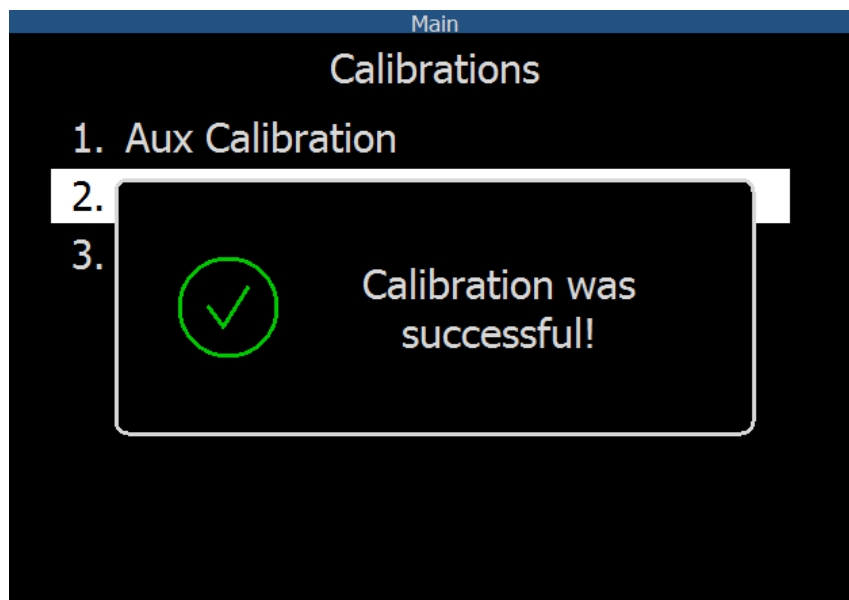 Main
Calibrations
1. Aux Calibration
2.
3.
Calibration was
successful!